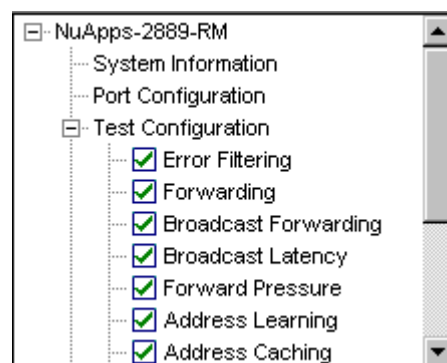 NuApps-2889-RM
System Information
Port Configuration
Test Configuration
Error Filtering
Forwarding
Broadcast Forwarding
Broadcast Latency
Forward Pressure
Address Learning
Address Caching